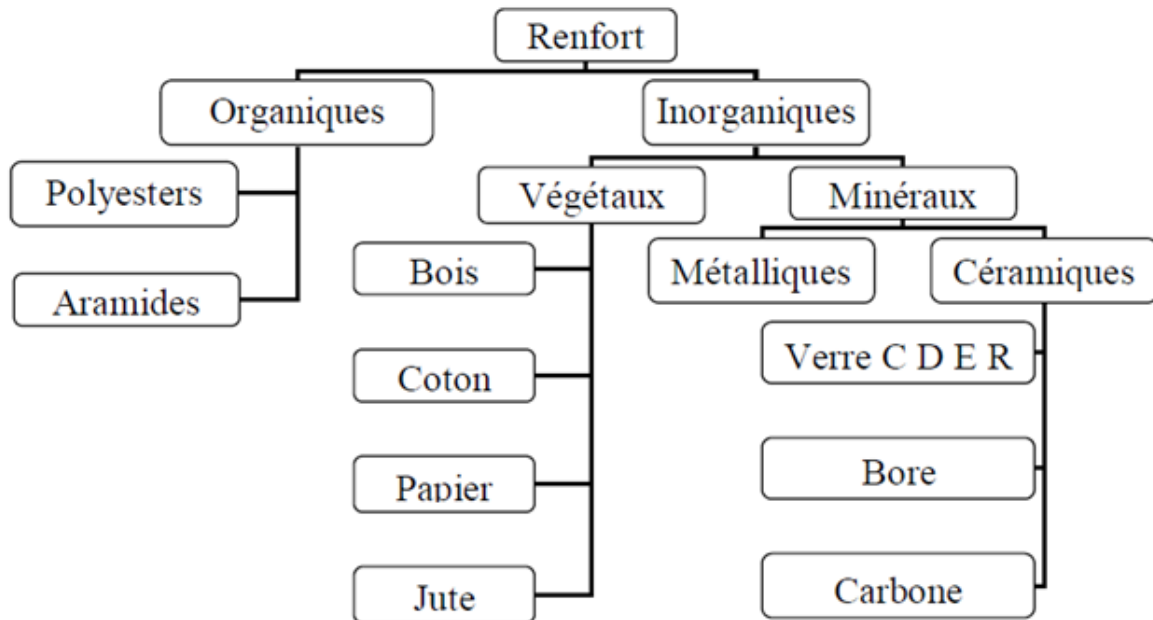 Renfort
Organiques
Inorganiques
Polyesters
Aramides
Végétaux
Minéraux
Bois
Coton
Papier
Jute
Métalliques
Céramiques
Verre C D E R
Bore
Carbone